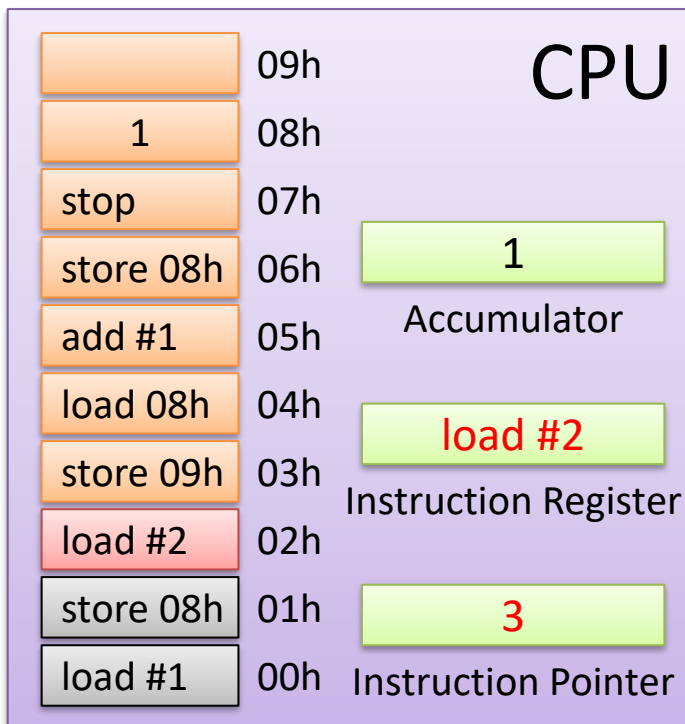 CPU
09h
1 08h
stop 07h
store 08h 06h
add #1 05h
load 08h 04h
store 09h 03h
load #2 02h
store 08h 01h
load #1 00h
1
Accumulator
load #2
Instruction Register
3
Instruction Pointer